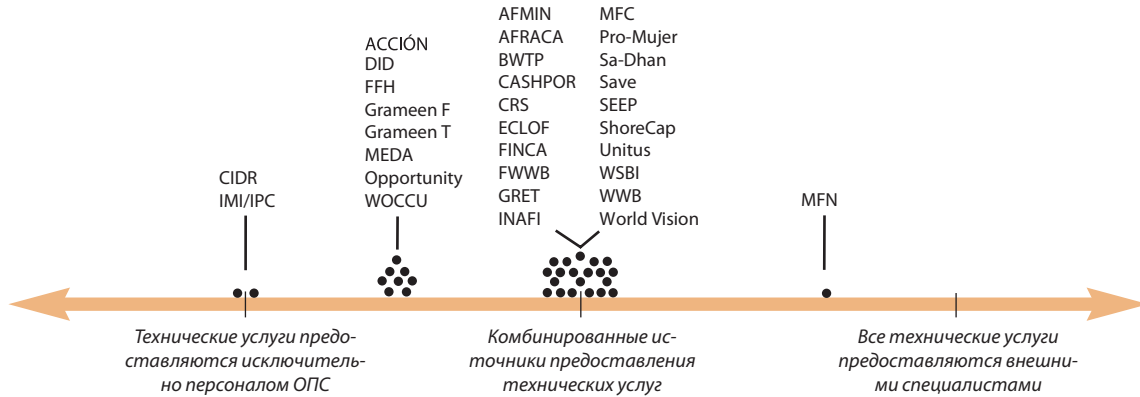 CIDR
IMI/IPC
ACCIÓN
DID
FFH
Grameen F
Grameen T
MEDA
Opportunity
WOCCU
AFMIN
AFRACA
BWTP
CASHPOR
CRS
ECLOF
FINCA
FWWB
GRET
INAFI
MFC
Pro-Mujer
Sa-Dhan
Save
SEEP
ShoreCap
Unitus
WSBI
WWB
World Vision
MFN
Технические услуги предо-
ставляются исключитель-
но персоналом ОПС
Комбинированные ис-
точники предоставления
технических услуг
Все технические услуги
предоставляются внешни-
ми специалистами